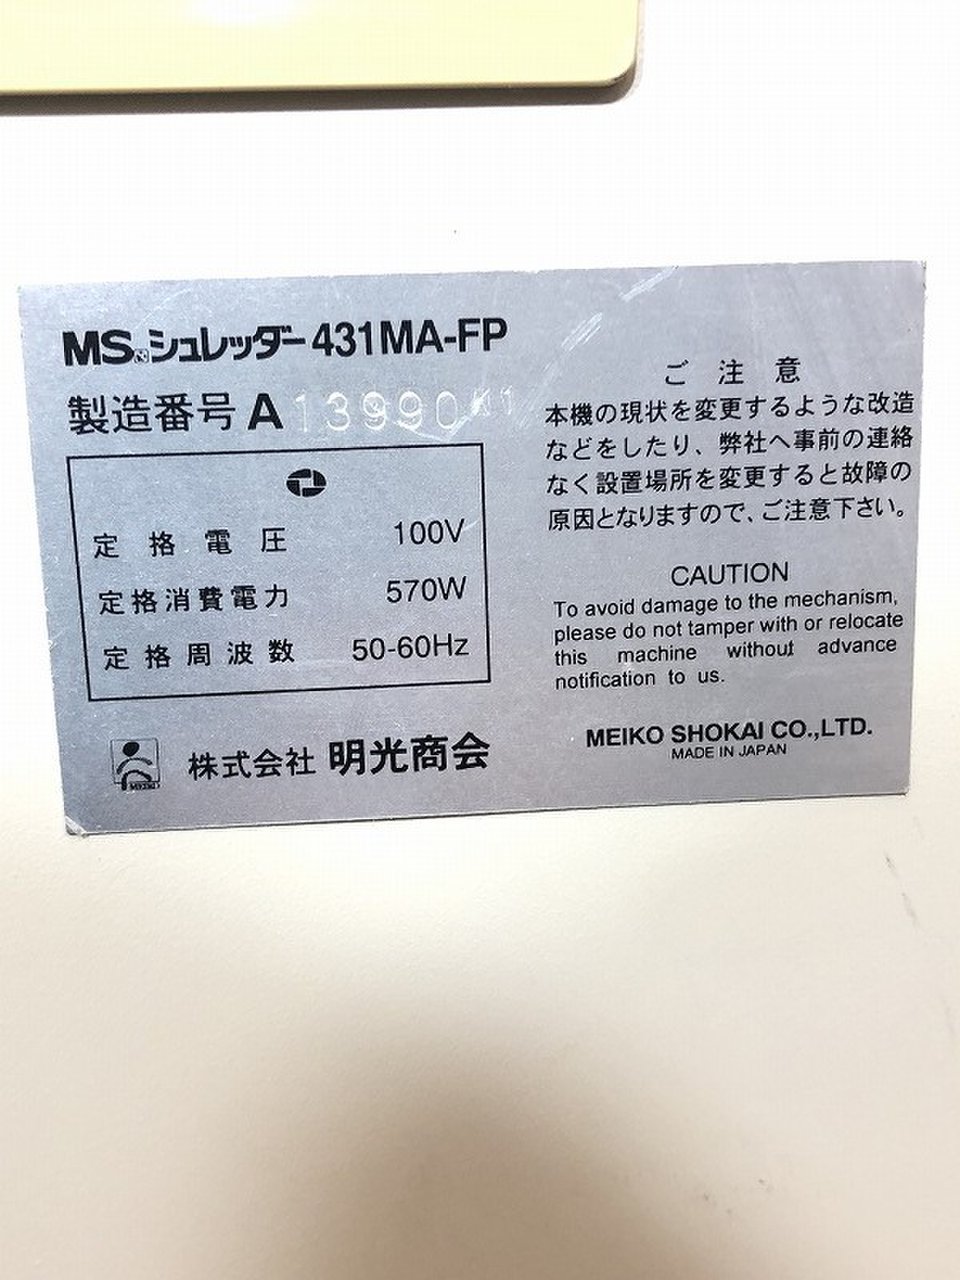 MSシュレッダー431MA-FP
製造番号 A 13990
定格電圧 100V
定格消費電力 570W
定格周波数 50-60Hz
MEIKO
株式会社 明光商会
ご注意
本機の現状を変更するような改造
などをしたり、弊社へ事前の連絡
なく設置場所を変更すると故障の
原因となりますので、ご注意下さい。
CAUTION
To avoid damage to the mechanism,
please do not tamper with or relocate
this machine without advance
notification to us.
MEIKO SHOKAI CO.,LTD.
MADE IN JAPAN